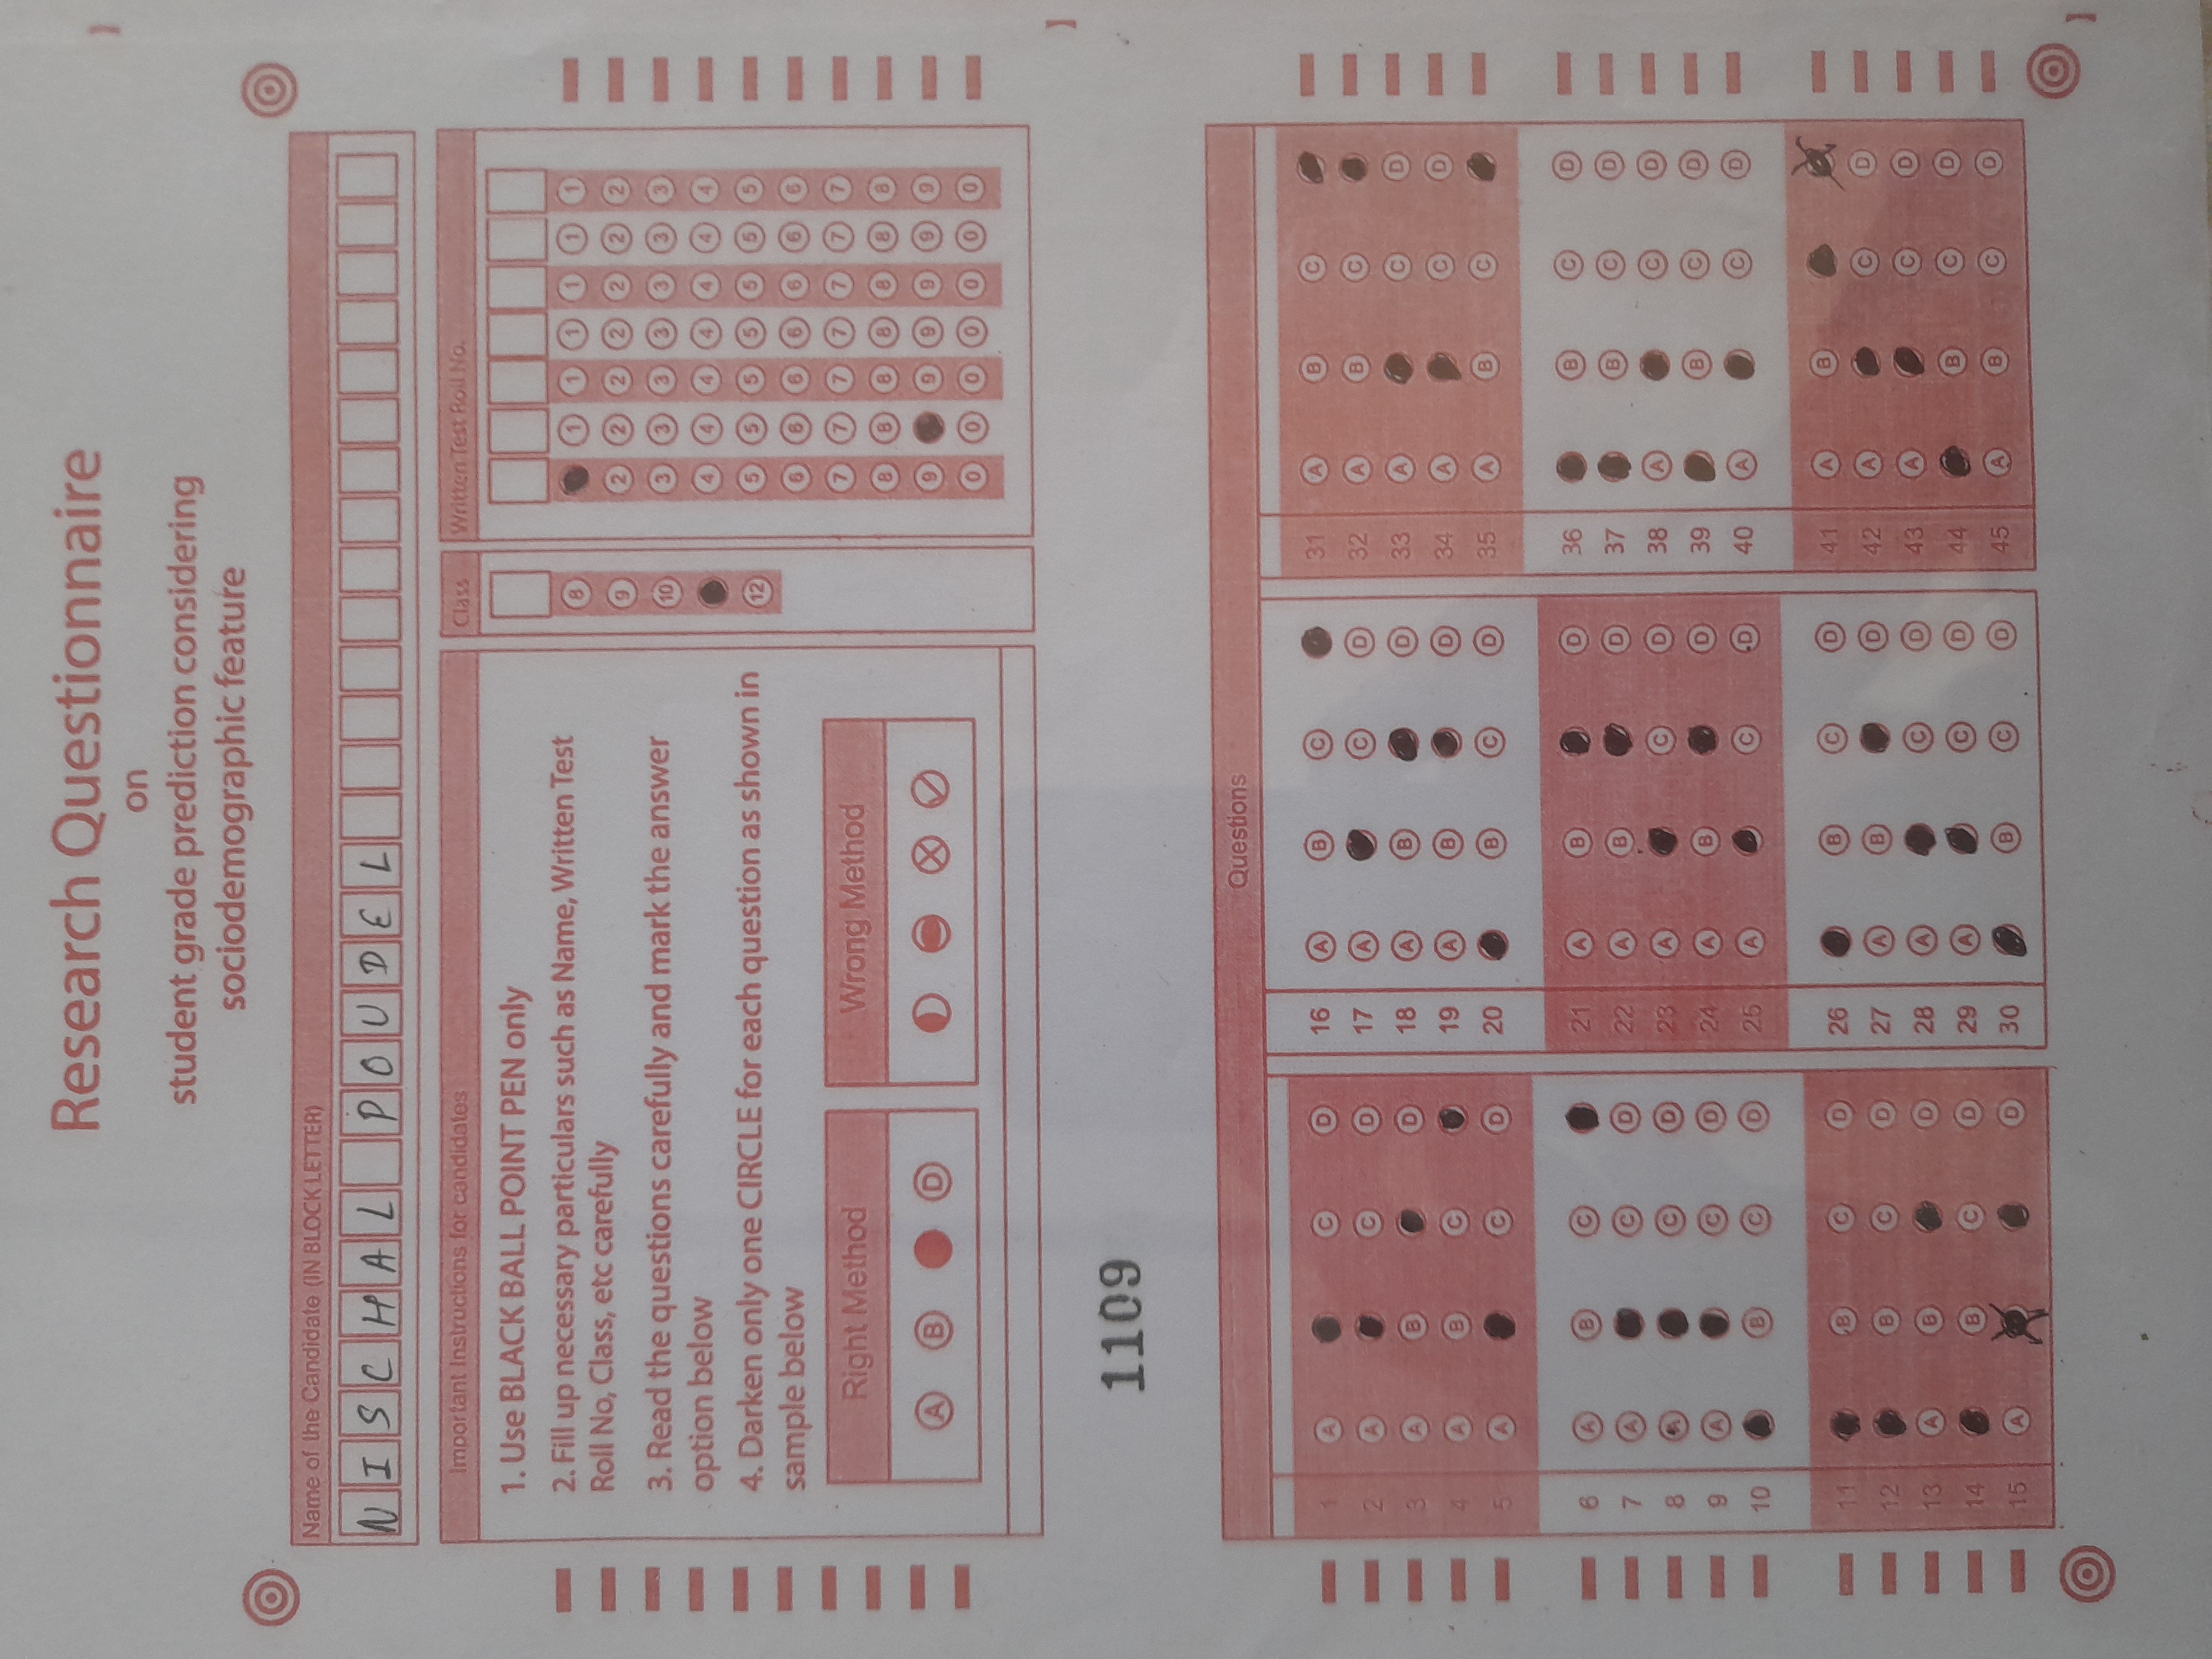 Research Questionnaire
on
student grade prediction considering
sociodemographic feature
Name of the Candidate (IN BLOCK LETTER)
NISCHAL POUDEL
Important Instructions for candidates
1. Use BLACK BALL POINT PEN only
2. Fill up necessary particulars such as Name, Written Test
Roll No, Class, etc carefully
3. Read the questions carefully and mark the answer
option below
4. Darken only one CIRCLE for each question as shown in
sample below
Right Method
A B D
Wrong Method
Class
8
9
10
12
Written Test Roll No.
1 1 1 1 1 1
2 2 2 2 2 2 2
3 3 3 3 3 3 3
4 4 4 4 4 4 4
5 5 5 5 5 5 5
6 6 6 6 6 6 6
7 7 7 7 7 7 7
8 8 8 8 8 8 8
9 9 9 9 9 9
0 0 0 0 0 0 0
1109
Questions
1 A C D
2 A C D
3 A B D
4 A B C
5 A C D
6 A B C
7 A C D
8 A C D
9 A C D
10 B C D
11 B C D
12 B C D
13 A B D
14 B C D
15 A D
16 A B C
17 A C D
18 A B D
19 A B D
20 B C D
21 A B D
22 A B D
23 A C D
24 A B D
25 A C D
26 B C D
27 A B D
28 A C D
29 A C D
30 B C D
31 A B C
32 A B C
33 A C D
34 A C D
35 A B C
36 B C D
37 B C D
38 A C D
39 B C D
40 A C D
41 A B
42 A C D
43 A C D
44 B C D
45 A B C D